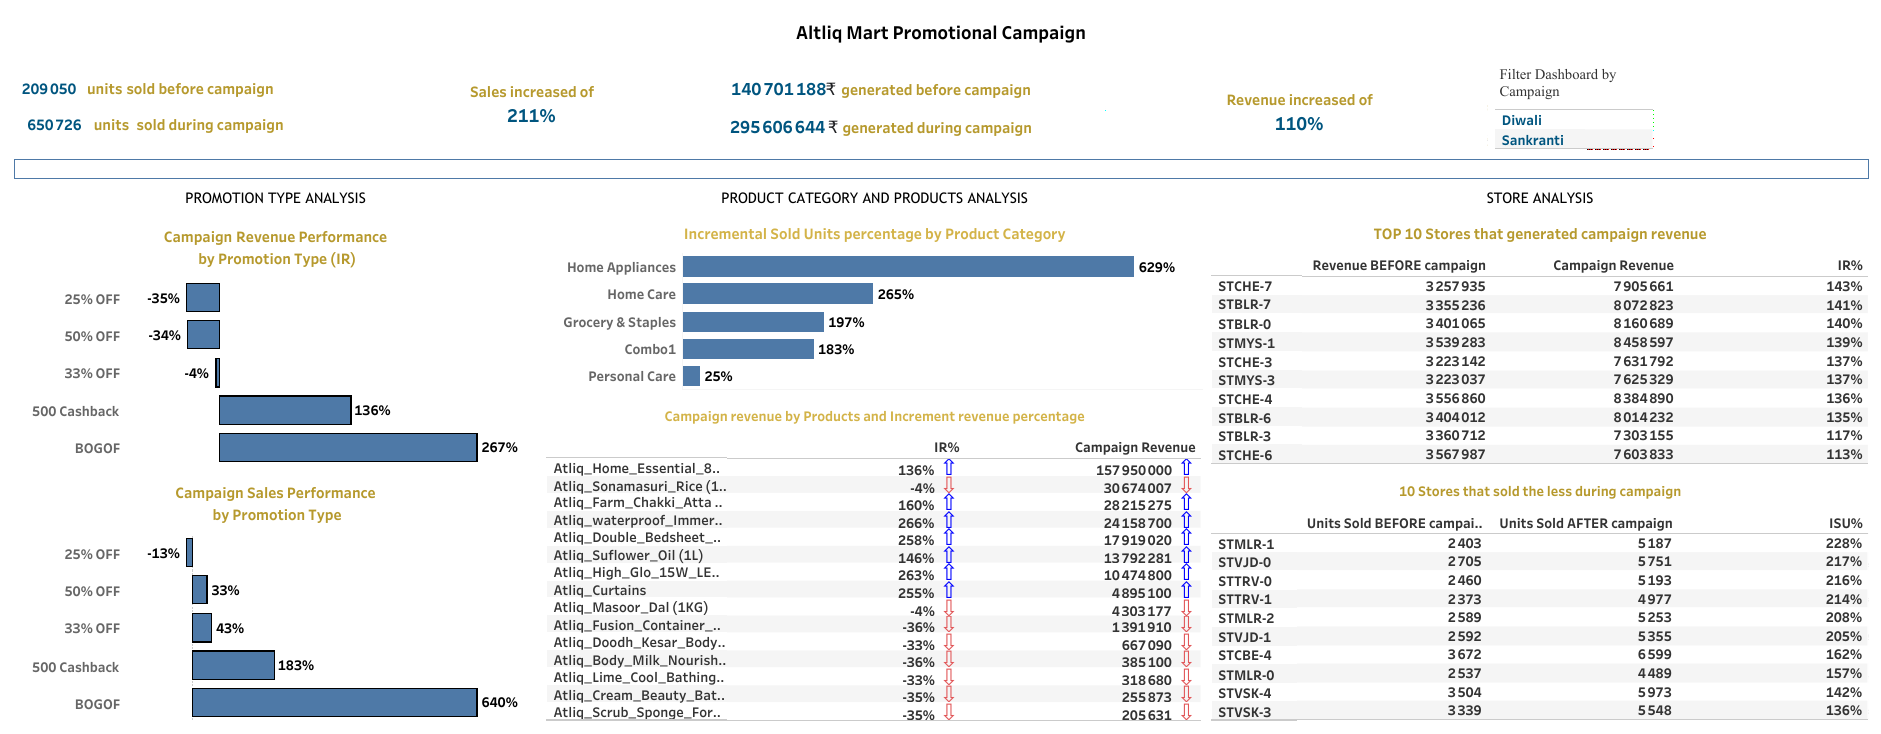 Altliq Mart Promotional Campaign
209 050 units sold before campaign
650 726 units sold during campaign
Sales increased of
211%
140 701 188₹ generated before campaign
295 606 644 ₹ generated during campaign
Revenue increased of
110%
Filter Dashboard by
Campaign
Diwali
Sankranti
PROMOTION TYPE ANALYSIS
Campaign Revenue Performance
by Promotion Type (IR)
25% OFF -35%
50% OFF -34%
33% OFF -4%
500 Cashback 136%
BOGOF 267%
Campaign Sales Performance
by Promotion Type
25% OFF -13%
50% OFF 33%
33% OFF 43%
500 Cashback 183%
BOGOF 640%
PRODUCT CATEGORY AND PRODUCTS ANALYSIS
Incremental Sold Units percentage by Product Category
Home Appliances 629%
Home Care 265%
Grocery & Staples 197%
Combo1 183%
Personal Care 25%
Campaign revenue by Products and Increment revenue percentage
IR% Campaign Revenue
Atliq_Home_Essential_8.. 136% ⇧ 157 950 000 ⇧
Atliq_Sonamasuri_Rice (1.. -4% ⇩ 30 674 007 ⇩
Atliq_Farm_Chakki_Atta .. 160% ⇧ 28 215 275 ⇧
Atliq_waterproof_Immer.. 266% ⇧ 24 158 700 ⇧
Atliq_Double_Bedsheet_.. 258% ⇧ 17 919 020 ⇧
Atliq_Suflower_Oil (1L) 146% ⇧ 13 792 281 ⇧
Atliq_High_Glo_15W_LE.. 263% ⇧ 10 474 800 ⇧
Atliq_Curtains 255% ⇧ 4 895 100 ⇧
Atliq_Masoor_Dal (1KG) -4% ⇩ 4 303 177 ⇩
Atliq_Fusion_Container_.. -36% ⇩ 1 391 910 ⇩
Atliq_Doodh_Kesar_Body.. -33% ⇩ 667 090 ⇩
Atliq_Body_Milk_Nourish.. -36% ⇩ 385 100 ⇩
Atliq_Lime_Cool_Bathing.. -33% ⇩ 318 680 ⇩
Atliq_Cream_Beauty_Bat.. -35% ⇩ 255 873 ⇩
Atliq_Scrub_Sponge_For.. -35% ⇩ 205 631 ⇩
STORE ANALYSIS
TOP 10 Stores that generated campaign revenue
Revenue BEFORE campaign Campaign Revenue IR%
STCHE-7 3 257 935 7 905 661 143%
STBLR-7 3 355 236 8 072 823 141%
STBLR-0 3 401 065 8 160 689 140%
STMYS-1 3 539 283 8 458 597 139%
STCHE-3 3 223 142 7 631 792 137%
STMYS-3 3 223 037 7 625 329 137%
STCHE-4 3 556 860 8 384 890 136%
STBLR-6 3 404 012 8 014 232 135%
STBLR-3 3 360 712 7 303 155 117%
STCHE-6 3 567 987 7 603 833 113%
10 Stores that sold the less during campaign
Units Sold BEFORE campai.. Units Sold AFTER campaign ISU%
STMLR-1 2 403 5 187 228%
STVJD-0 2 705 5 751 217%
STTRV-0 2 460 5 193 216%
STTRV-1 2 373 4 977 214%
STMLR-2 2 589 5 253 208%
STVJD-1 2 592 5 355 205%
STCBE-4 3 672 6 599 162%
STMLR-0 2 537 4 489 157%
STVSK-4 3 504 5 973 142%
STVSK-3 3 339 5 548 136%